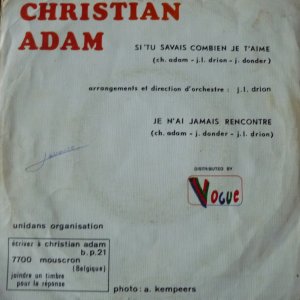 CHRISTIAN
ADAM
SI TU SAVAIS COMBIEN JE T'AIME
(ch. adam - j.l. drion - j. donder)
arrangements et direction d'orchestre : j.l. drion
JE N'AI JAMAIS RENCONTRE
(ch. adam - j. donder - j.l. drion)
DISTRIBUTED BY
VOGUE
unidans organisation
écrivez à christian adam
b.p.21
7700 mouscron
(Belgique)
joindre un timbre
pour la réponse
photo: a. kempeers